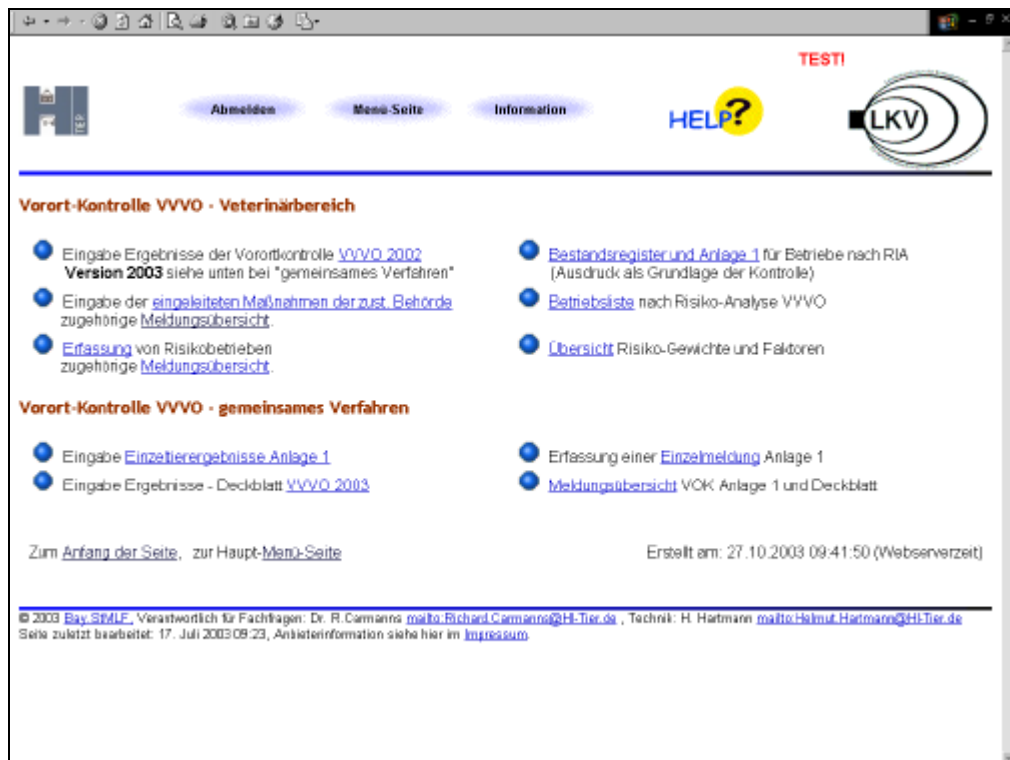 TEST!
TIER
Abmelden
Menü-Seite
Information
HELP?
LKV
Vorort-Kontrolle VVVO - Veterinärbereich
Eingabe Ergebnisse der Vorortkontrolle VVVO 2002
Version 2003 siehe unten bei "gemeinsames Verfahren"
Eingabe der eingeleiteten Maßnahmen der zust. Behörde
zugehörige Meldungsübersicht.
Erfassung von Risikobetrieben
zugehörige Meldungsübersicht.
Bestandsregister und Anlage 1 für Betriebe nach RIA
(Ausdruck als Grundlage der Kontrolle)
Betriebsliste nach Risiko-Analyse VVVO
Übersicht Risiko-Gewichte und Faktoren
Vorort-Kontrolle VVVO - gemeinsames Verfahren
Eingabe Einzeltierergebnisse Anlage 1
Eingabe Ergebnisse - Deckblatt VVVO 2003
Erfassung einer Einzelmeldung Anlage 1
Meldungsübersicht VOK Anlage 1 und Deckblatt
Zum Anfang der Seite, zur Haupt-Menü-Seite
Erstellt am: 27.10.2003 09:41:50 (Webserverzeit)
© 2003 Bay.StMLF, Verantwortlich für Fachfragen: Dr. R.Carmanns mailto:Richard.Carmanns@HI-Tier.de , Technik: H. Hartmann mailto:Helmut.Hartmann@HI-Tier.de
Seite zuletzt bearbeitet: 17. Juli 2003 09:23, Anbieterinformation siehe hier im Impressum.